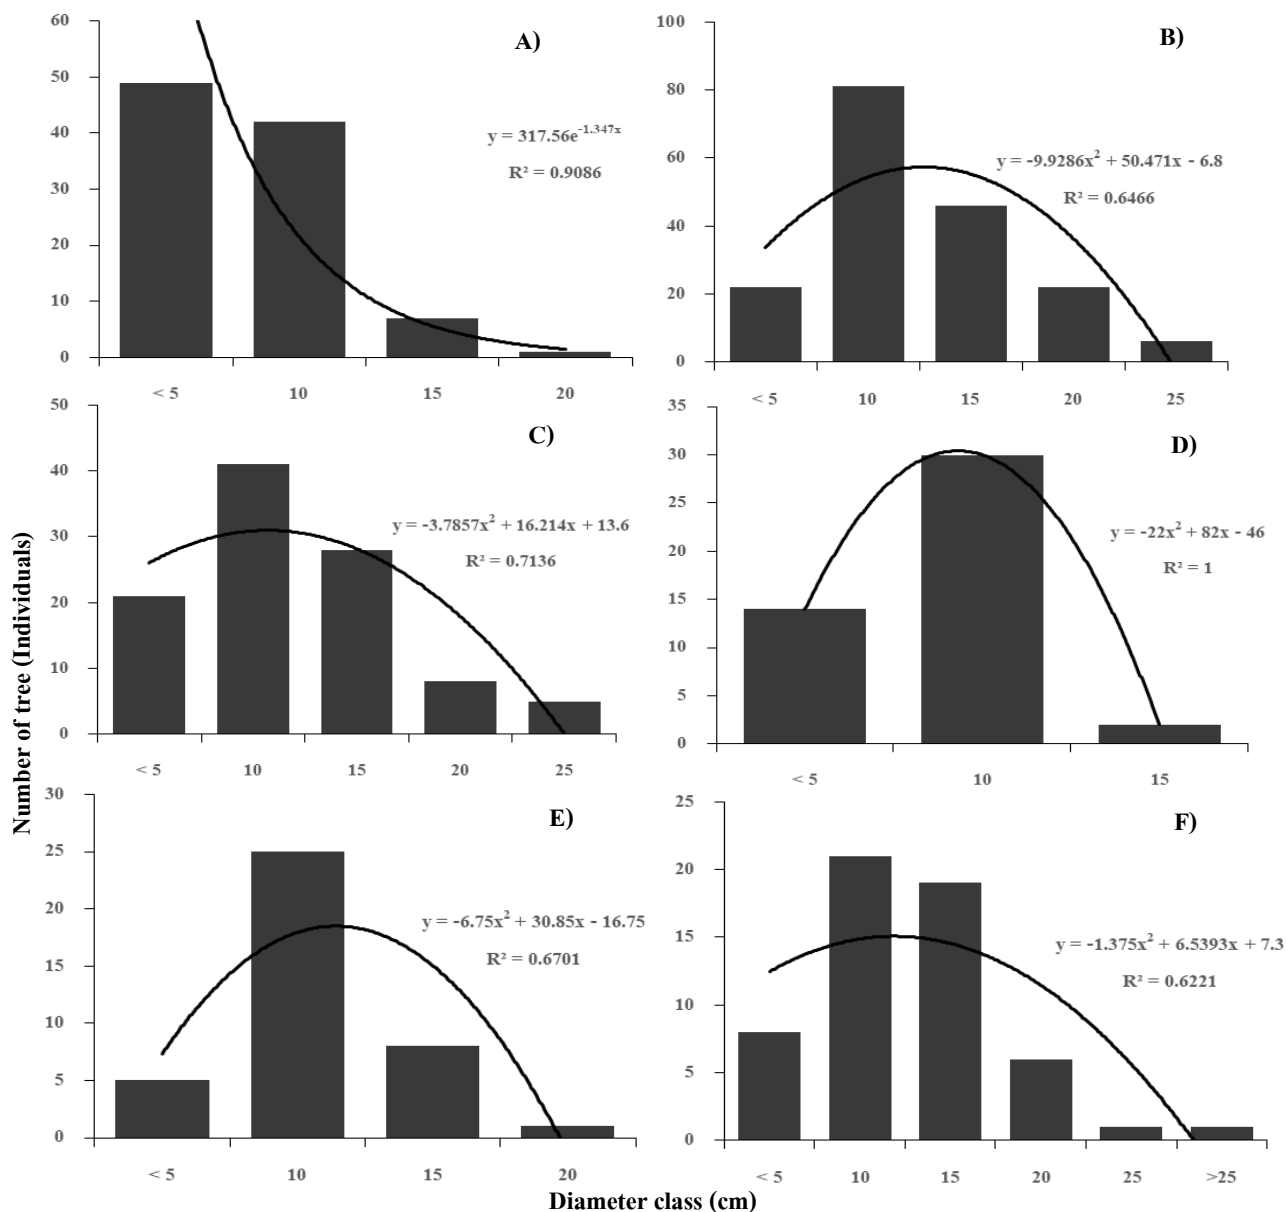 A)
60
50
40
30
20
10
0
y = 317.56e^-1.347x
R² = 0.9086
< 5 10 15 20
B)
100
80
60
40
20
0
y = -9.9286x² + 50.471x - 6.8
R² = 0.6466
< 5 10 15 20 25
C)
50
40
30
20
10
0
y = -3.7857x² + 16.214x + 13.6
R² = 0.7136
< 5 10 15 20 25
D)
35
30
25
20
15
10
5
0
y = -22x² + 82x - 46
R² = 1
< 5 10 15
E)
30
25
20
15
10
5
0
y = -6.75x² + 30.85x - 16.75
R² = 0.6701
< 5 10 15 20
F)
25
20
15
10
5
0
y = -1.375x² + 6.5393x + 7.3
R² = 0.6221
< 5 10 15 20 25 >25
Number of tree (Individuals)
Diameter class (cm)